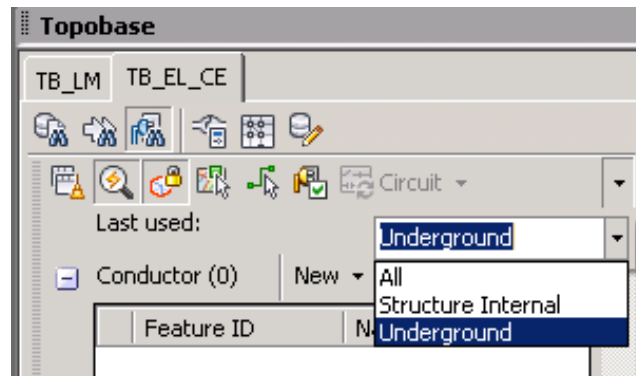 Topobase
TB_LM TB_EL_CE
Circuit
Last used:
Underground
Conductor (0) New
All
Structure Internal
Underground
Feature ID